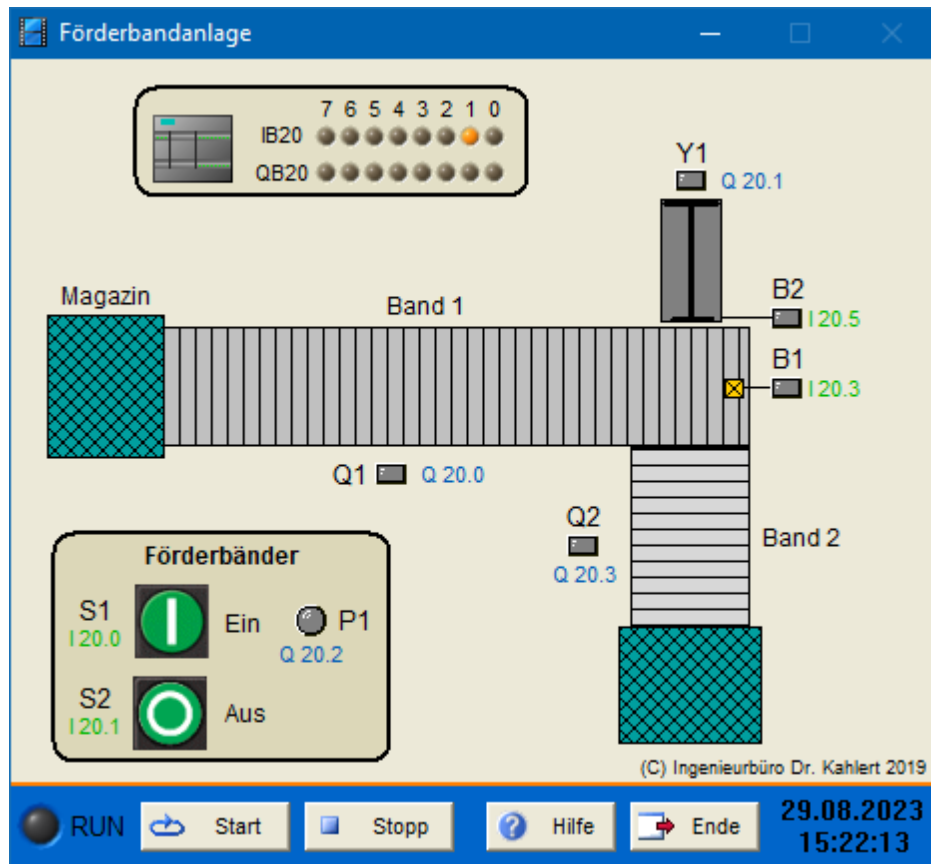 Förderbandanlage
7 6 5 4 3 2 1 0
IB20
QB20
Y1
Q 20.1
Magazin
Band 1
B2
I 20.5
B1
I 20.3
Q1
Q 20.0
Q2
Q 20.3
Band 2
Förderbänder
S1
I 20.0
Ein
P1
Q 20.2
S2
I 20.1
Aus
(C) Ingenieurbüro Dr. Kahlert 2019
RUN
Start
Stopp
Hilfe
Ende
29.08.2023
15:22:13